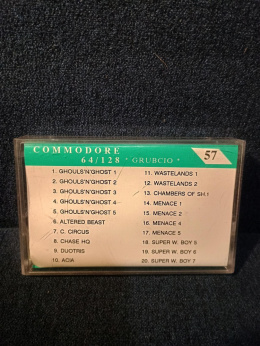 COMMODORE
64/128 * GRUBCIO *
57
1. GHOULS'N'GHOST 1
2. GHOULS'N'GHOST 2
3. GHOULS'N'GHOST 3
4. GHOULS'N'GHOST 4
5. GHOULS'N'GHOST 5
6. ALTERED BEAST
7. C. CIRCUS
8. CHASE HQ
9. DUOTRIS
10. ACIA
11. WASTELANDS 1
12. WASTELANDS 2
13. CHAMBERS OF SH.1
14. MENACE 1
15. MENACE 2
16. MENACE 4
17. MENACE 5
18. SUPER W. BOY 5
19. SUPER W. BOY 6
20. SUPER W. BOY 7